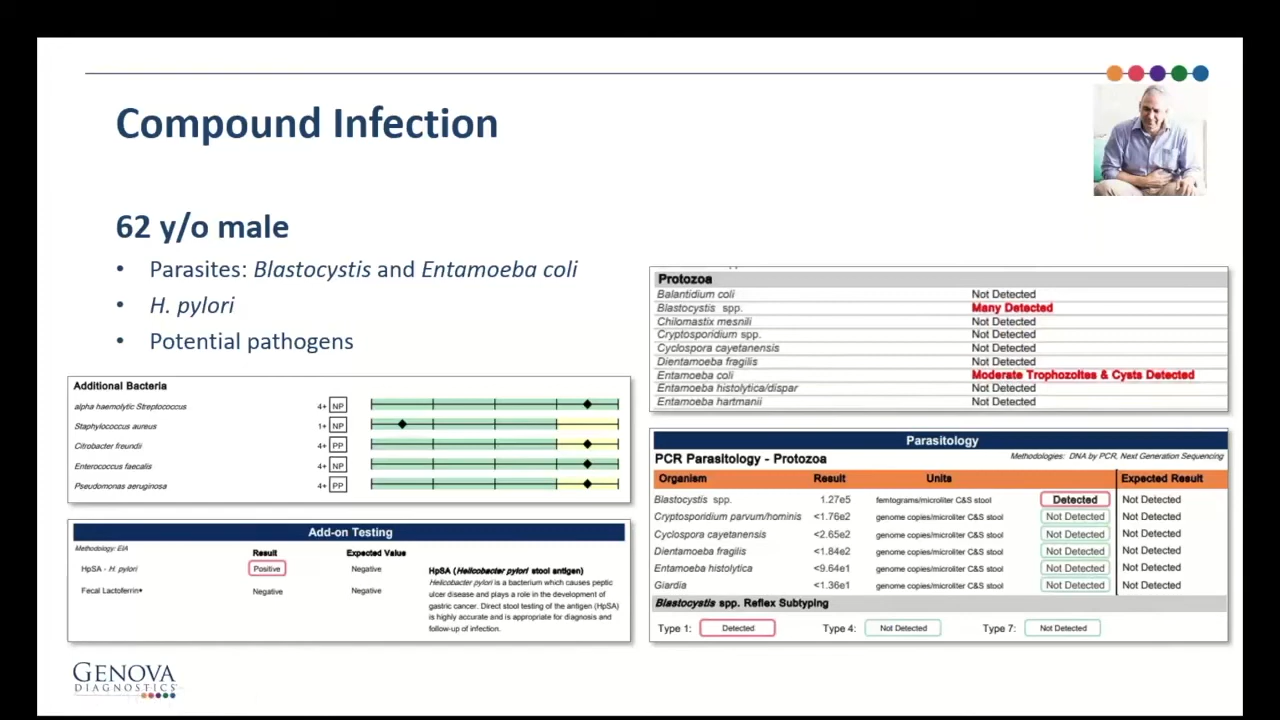 Compound Infection
62 y/o male
• Parasites: Blastocystis and Entamoeba coli
• H. pylori
• Potential pathogens
Additional Bacteria
alpha haemolytic Streptococcus 4+ NP
Staphylococcus aureus 1+ NP
Citrobacter freundii 4+ PP
Enterococcus faecalis 4+ NP
Pseudomonas aeruginosa 4+ PP
Add-on Testing
Methodology: EIA
Result Expected Value
HpSA - H. pylori Positive Negative
Fecal Lactoferrin♦ Negative Negative
HpSA (Helicobacter pylori stool antigen)
Helicobacter pylori is a bacterium which causes peptic
ulcer disease and plays a role in the development of
gastric cancer. Direct stool testing of the antigen (HpSA)
is highly accurate and is appropriate for diagnosis and
follow-up of infection.
Protozoa
Balantidium coli Not Detected
Blastocystis spp. Many Detected
Chilomastix mesnili Not Detected
Cryptosporidium spp. Not Detected
Cyclospora cayetanensis Not Detected
Dientamoeba fragilis Not Detected
Entamoeba coli Moderate Trophozoites & Cysts Detected
Entamoeba histolytica/dispar Not Detected
Entamoeba hartmanii Not Detected
Parasitology
PCR Parasitology - Protozoa Methodologies: DNA by PCR, Next Generation Sequencing
Organism Result Units Expected Result
Blastocystis spp. 1.27e5 femtograms/microliter C&S stool Detected Not Detected
Cryptosporidium parvum/hominis <1.76e2 genome copies/microliter C&S stool Not Detected Not Detected
Cyclospora cayetanensis <2.65e2 genome copies/microliter C&S stool Not Detected Not Detected
Dientamoeba fragilis <1.84e2 genome copies/microliter C&S stool Not Detected Not Detected
Entamoeba histolytica <9.64e1 genome copies/microliter C&S stool Not Detected Not Detected
Giardia <1.36e1 genome copies/microliter C&S stool Not Detected Not Detected
Blastocystis spp. Reflex Subtyping
Type 1: Detected Type 4: Not Detected Type 7: Not Detected
GENOVA
DIAGNOSTICS